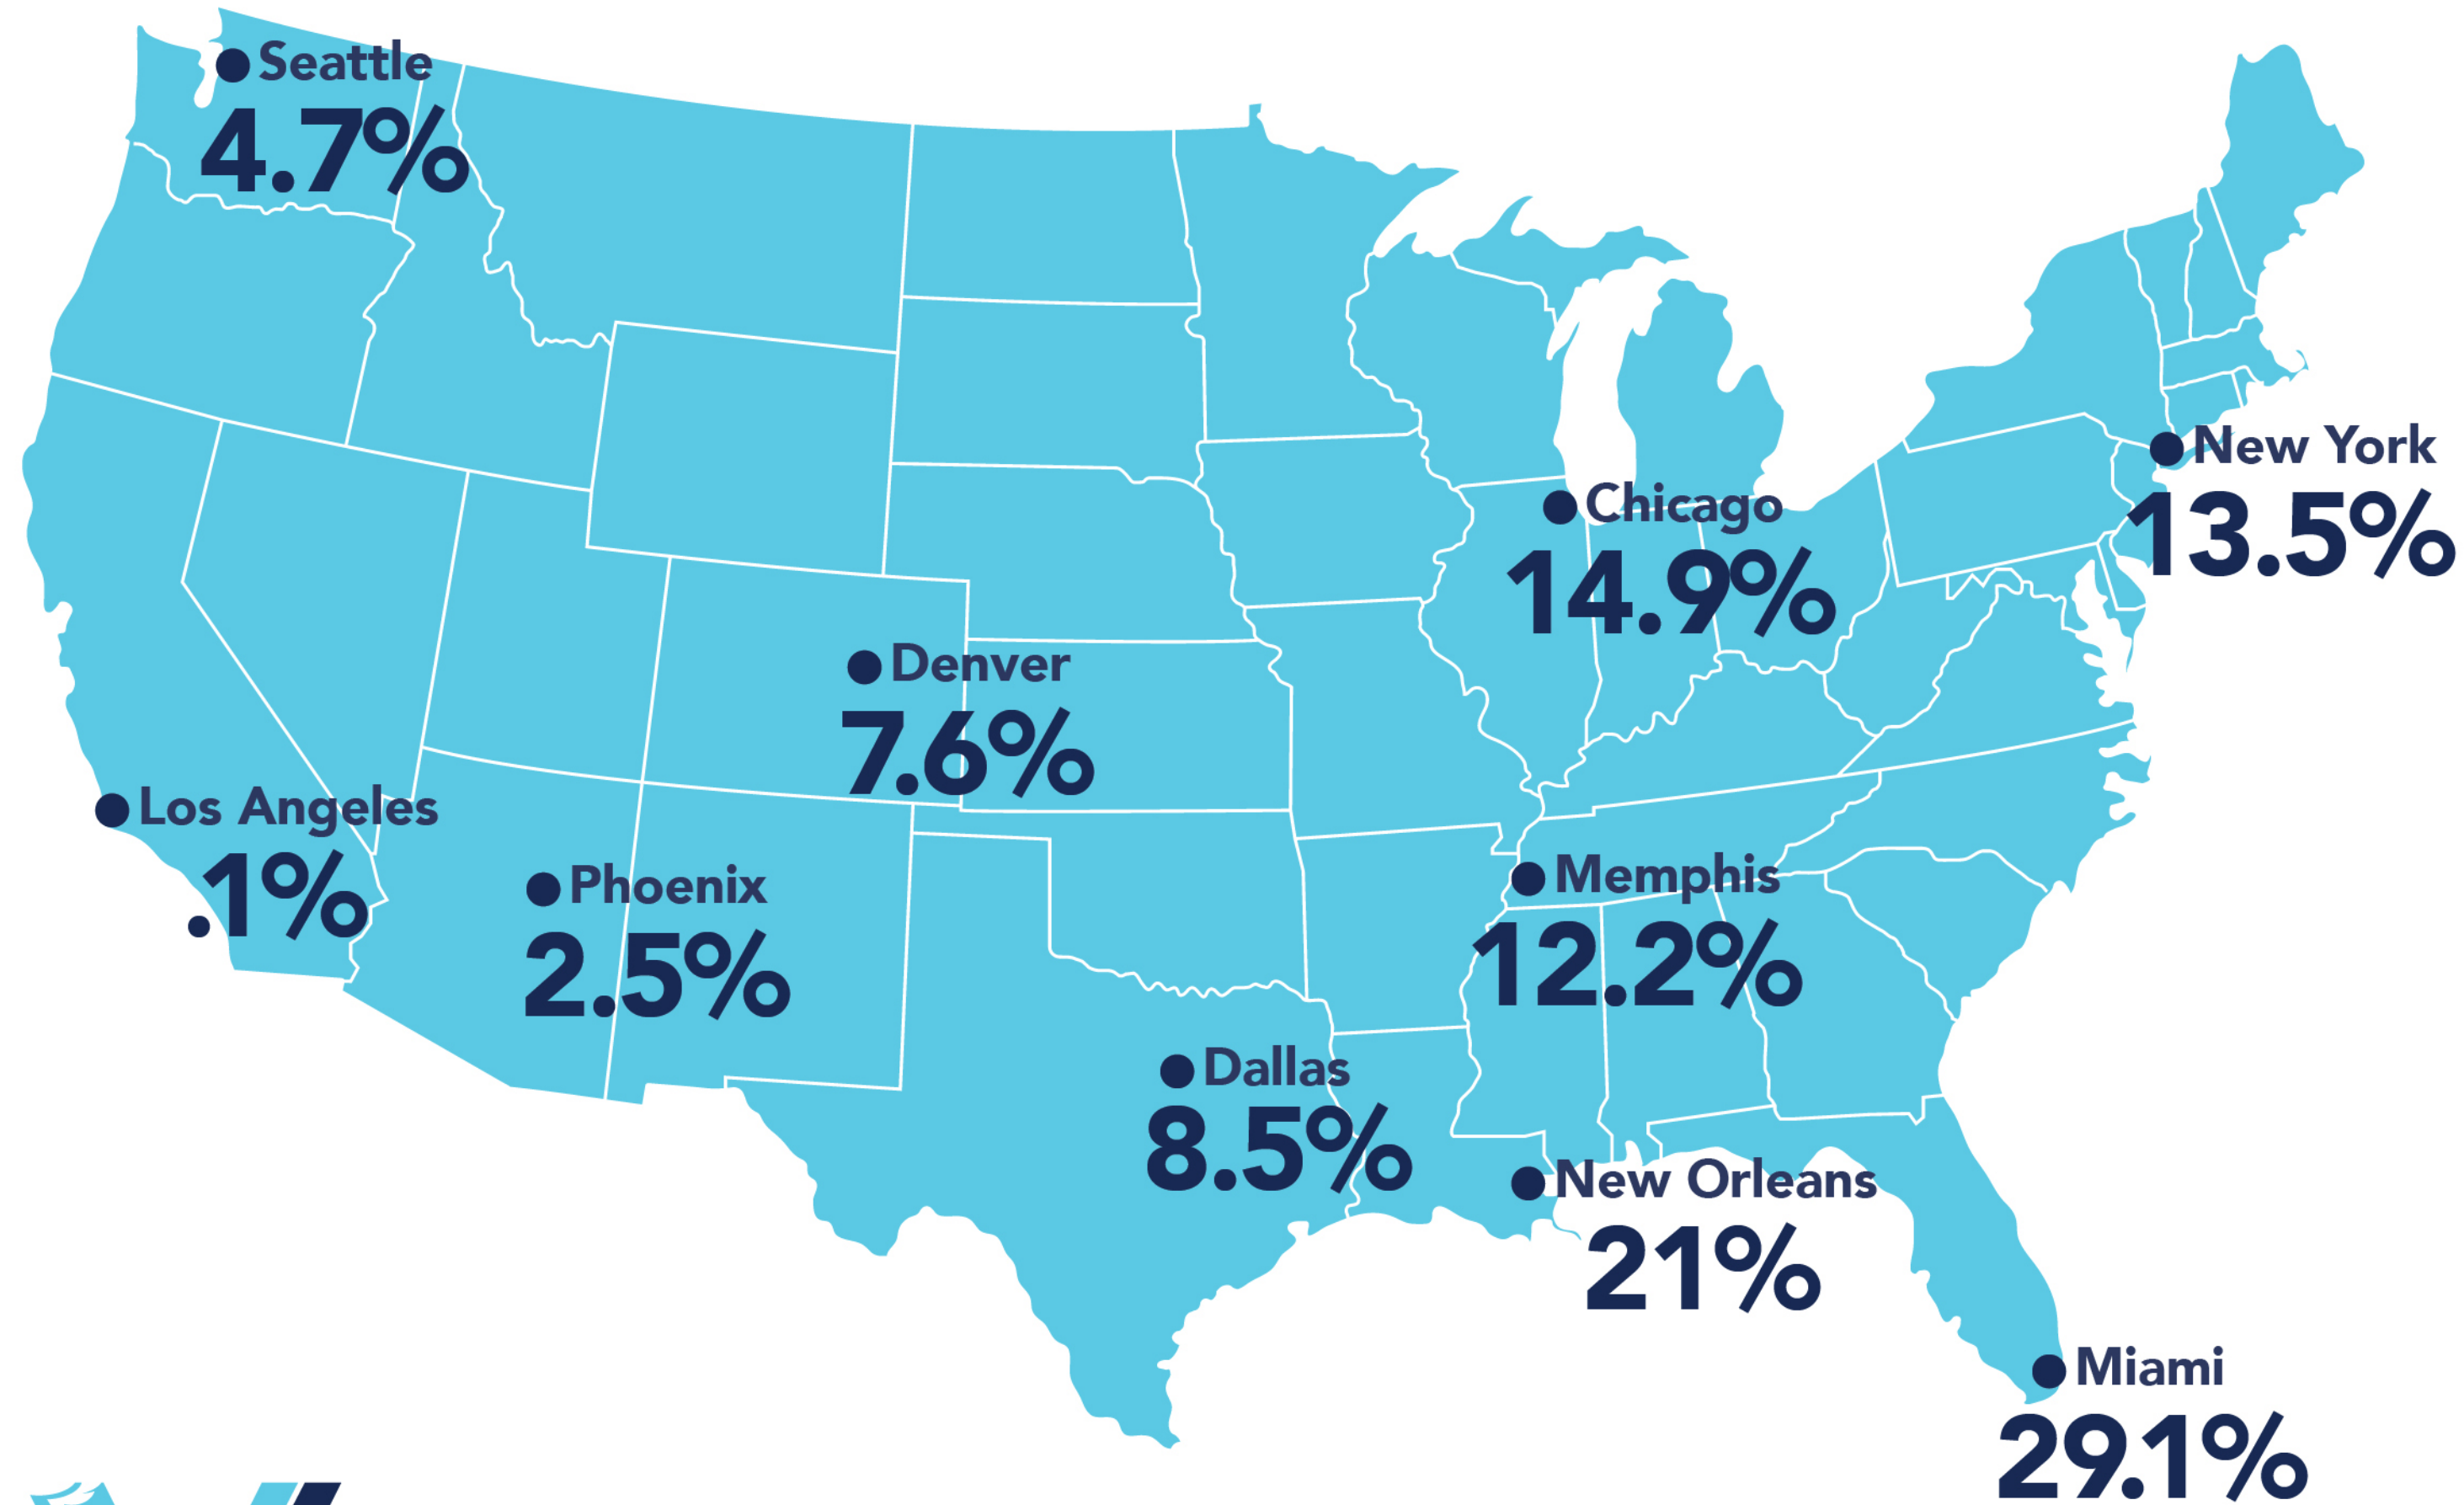 Seattle
4.7%
New York
13.5%
Chicago
14.9%
Denver
7.6%
Los Angeles
.1%
Phoenix
2.5%
Memphis
12.2%
Dallas
8.5%
New Orleans
21%
Miami
29.1%